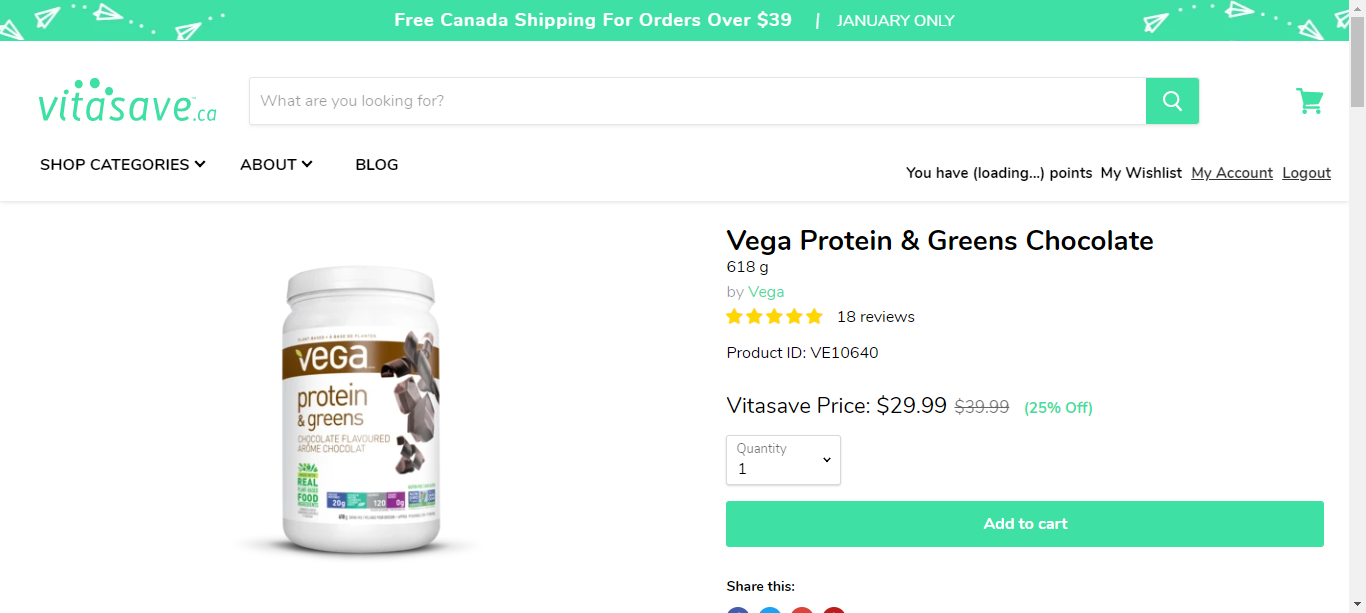 Free Canada Shipping For Orders Over $39 | JANUARY ONLY
vitasave.ca
What are you looking for?
SHOP CATEGORIES
ABOUT
BLOG
You have (loading...) points My Wishlist My Account Logout
Vega Protein & Greens Chocolate
618 g
by Vega
18 reviews
Product ID: VE10640
Vitasave Price: $29.99 $39.99 (25% Off)
Quantity
1
Add to cart
Share this:
vega
protein
& greens
CHOCOLATE FLAVOURED
ARÔME CHOCOLAT
REAL
PLANT-BASED
FOOD
INGREDIENTS
20g
120
0g